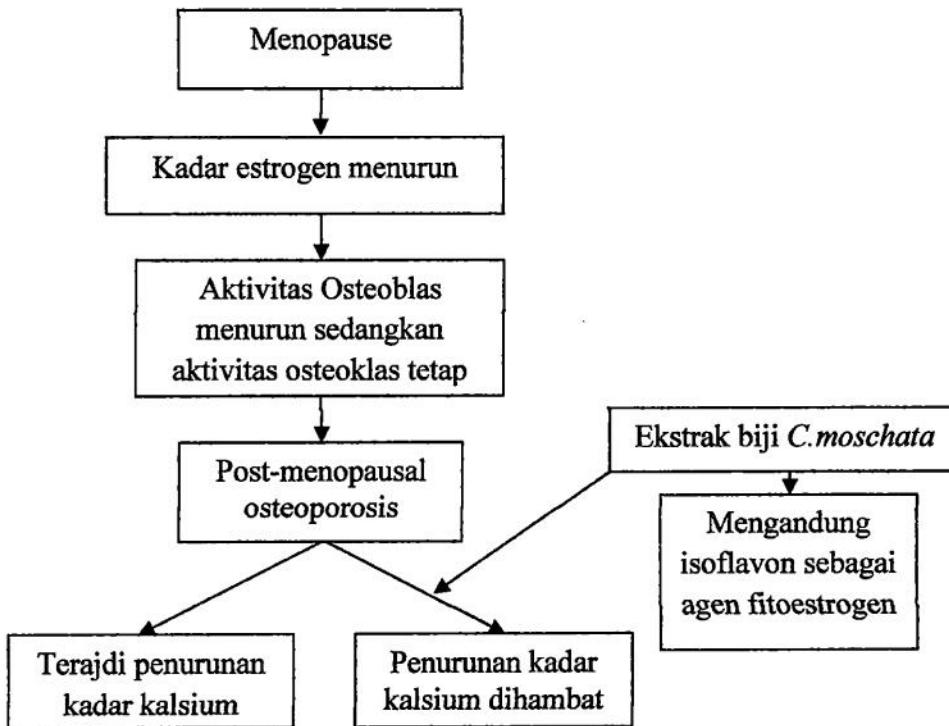 Menopause
Kadar estrogen menurun
Aktivitas Osteoblas
menurun sedangkan
aktivitas osteoklas tetap
Post-menopausal
osteoporosis
Ekstrak biji C.moschata
Mengandung
isoflavon sebagai
agen fitoestrogen
Terajdi penurunan
kadar kalsium
Penurunan kadar
kalsium dihambat